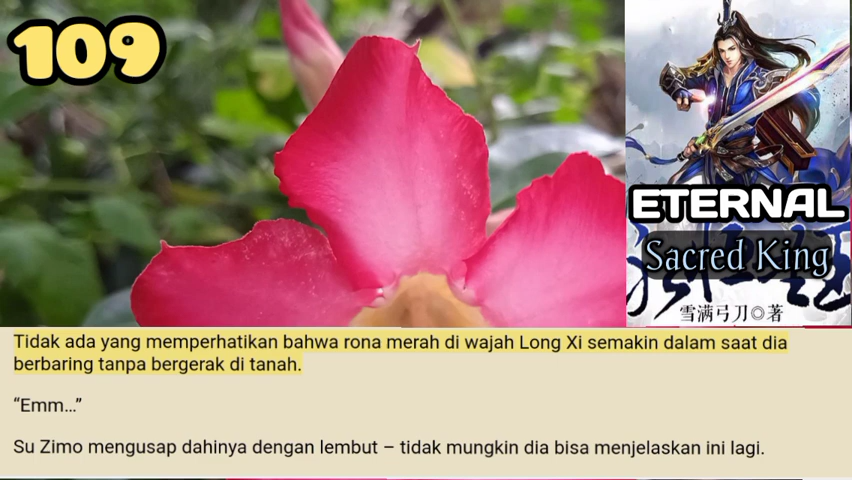 109
ETERNAL
Sacred King
雪满弓刀◎著
Tidak ada yang memperhatikan bahwa rona merah di wajah Long Xi semakin dalam saat dia
berbaring tanpa bergerak di tanah.
“Emm…”
Su Zimo mengusap dahinya dengan lembut – tidak mungkin dia bisa menjelaskan ini lagi.